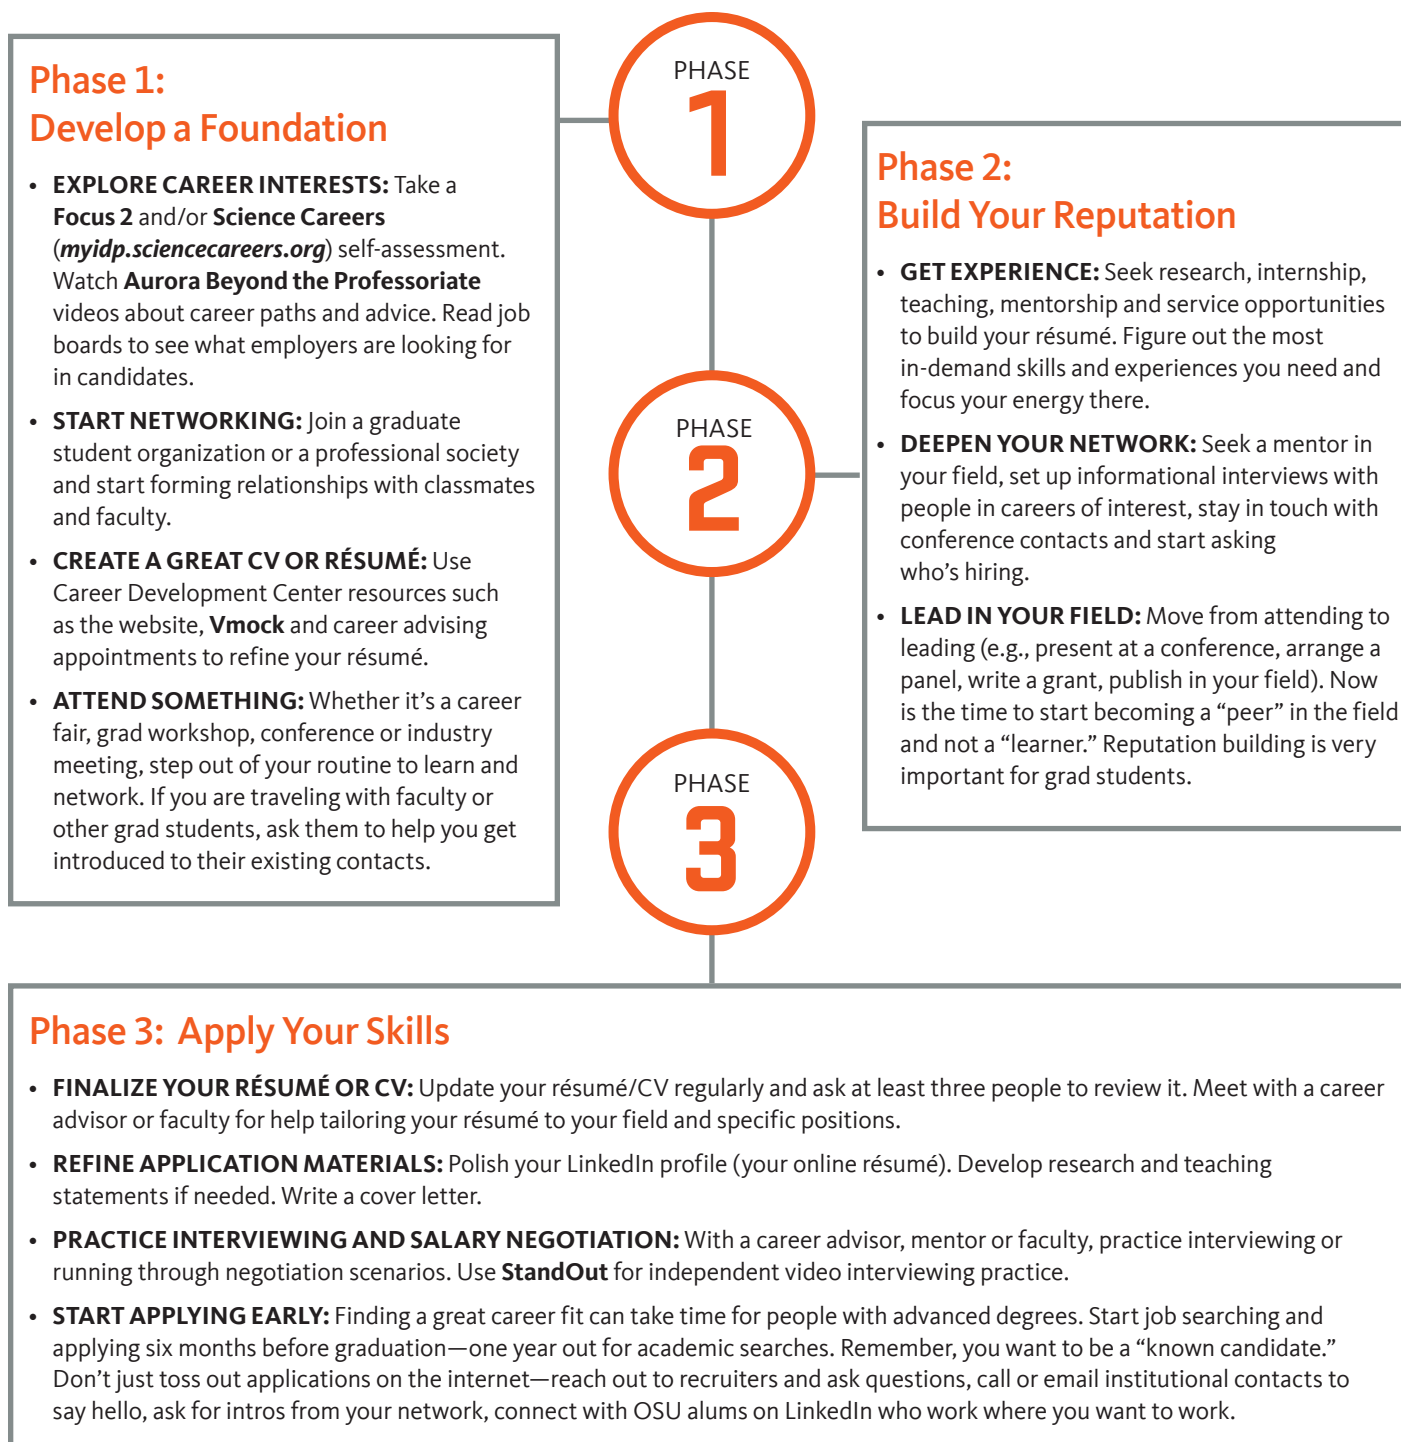 Phase 1:
Develop a Foundation
• EXPLORE CAREER INTERESTS: Take a
Focus 2 and/or Science Careers
(myidp.sciencecareers.org) self-assessment.
Watch Aurora Beyond the Professoriate
videos about career paths and advice. Read job
boards to see what employers are looking for
in candidates.
• START NETWORKING: Join a graduate
student organization or a professional society
and start forming relationships with classmates
and faculty.
• CREATE A GREAT CV OR RÉSUMÉ: Use
Career Development Center resources such
as the website, Vmock and career advising
appointments to refine your résumé.
• ATTEND SOMETHING: Whether it’s a career
fair, grad workshop, conference or industry
meeting, step out of your routine to learn and
network. If you are traveling with faculty or
other grad students, ask them to help you get
introduced to their existing contacts.
PHASE
1
PHASE
2
PHASE
3
Phase 2:
Build Your Reputation
• GET EXPERIENCE: Seek research, internship,
teaching, mentorship and service opportunities
to build your résumé. Figure out the most
in-demand skills and experiences you need and
focus your energy there.
• DEEPEN YOUR NETWORK: Seek a mentor in
your field, set up informational interviews with
people in careers of interest, stay in touch with
conference contacts and start asking
who’s hiring.
• LEAD IN YOUR FIELD: Move from attending to
leading (e.g., present at a conference, arrange a
panel, write a grant, publish in your field). Now
is the time to start becoming a “peer” in the field
and not a “learner.” Reputation building is very
important for grad students.
Phase 3: Apply Your Skills
• FINALIZE YOUR RÉSUMÉ OR CV: Update your résumé/CV regularly and ask at least three people to review it. Meet with a career
advisor or faculty for help tailoring your résumé to your field and specific positions.
• REFINE APPLICATION MATERIALS: Polish your LinkedIn profile (your online résumé). Develop research and teaching
statements if needed. Write a cover letter.
• PRACTICE INTERVIEWING AND SALARY NEGOTIATION: With a career advisor, mentor or faculty, practice interviewing or
running through negotiation scenarios. Use StandOut for independent video interviewing practice.
• START APPLYING EARLY: Finding a great career fit can take time for people with advanced degrees. Start job searching and
applying six months before graduation—one year out for academic searches. Remember, you want to be a “known candidate.”
Don’t just toss out applications on the internet—reach out to recruiters and ask questions, call or email institutional contacts to
say hello, ask for intros from your network, connect with OSU alums on LinkedIn who work where you want to work.